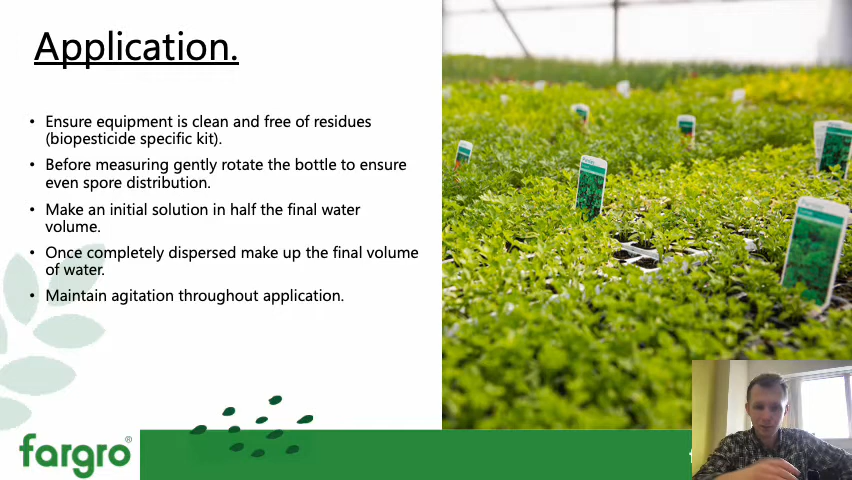 Application.
• Ensure equipment is clean and free of residues
(biopesticide specific kit).
• Before measuring gently rotate the bottle to ensure
even spore distribution.
• Make an initial solution in half the final water
volume.
• Once completely dispersed make up the final volume
of water.
• Maintain agitation throughout application.
fargro®